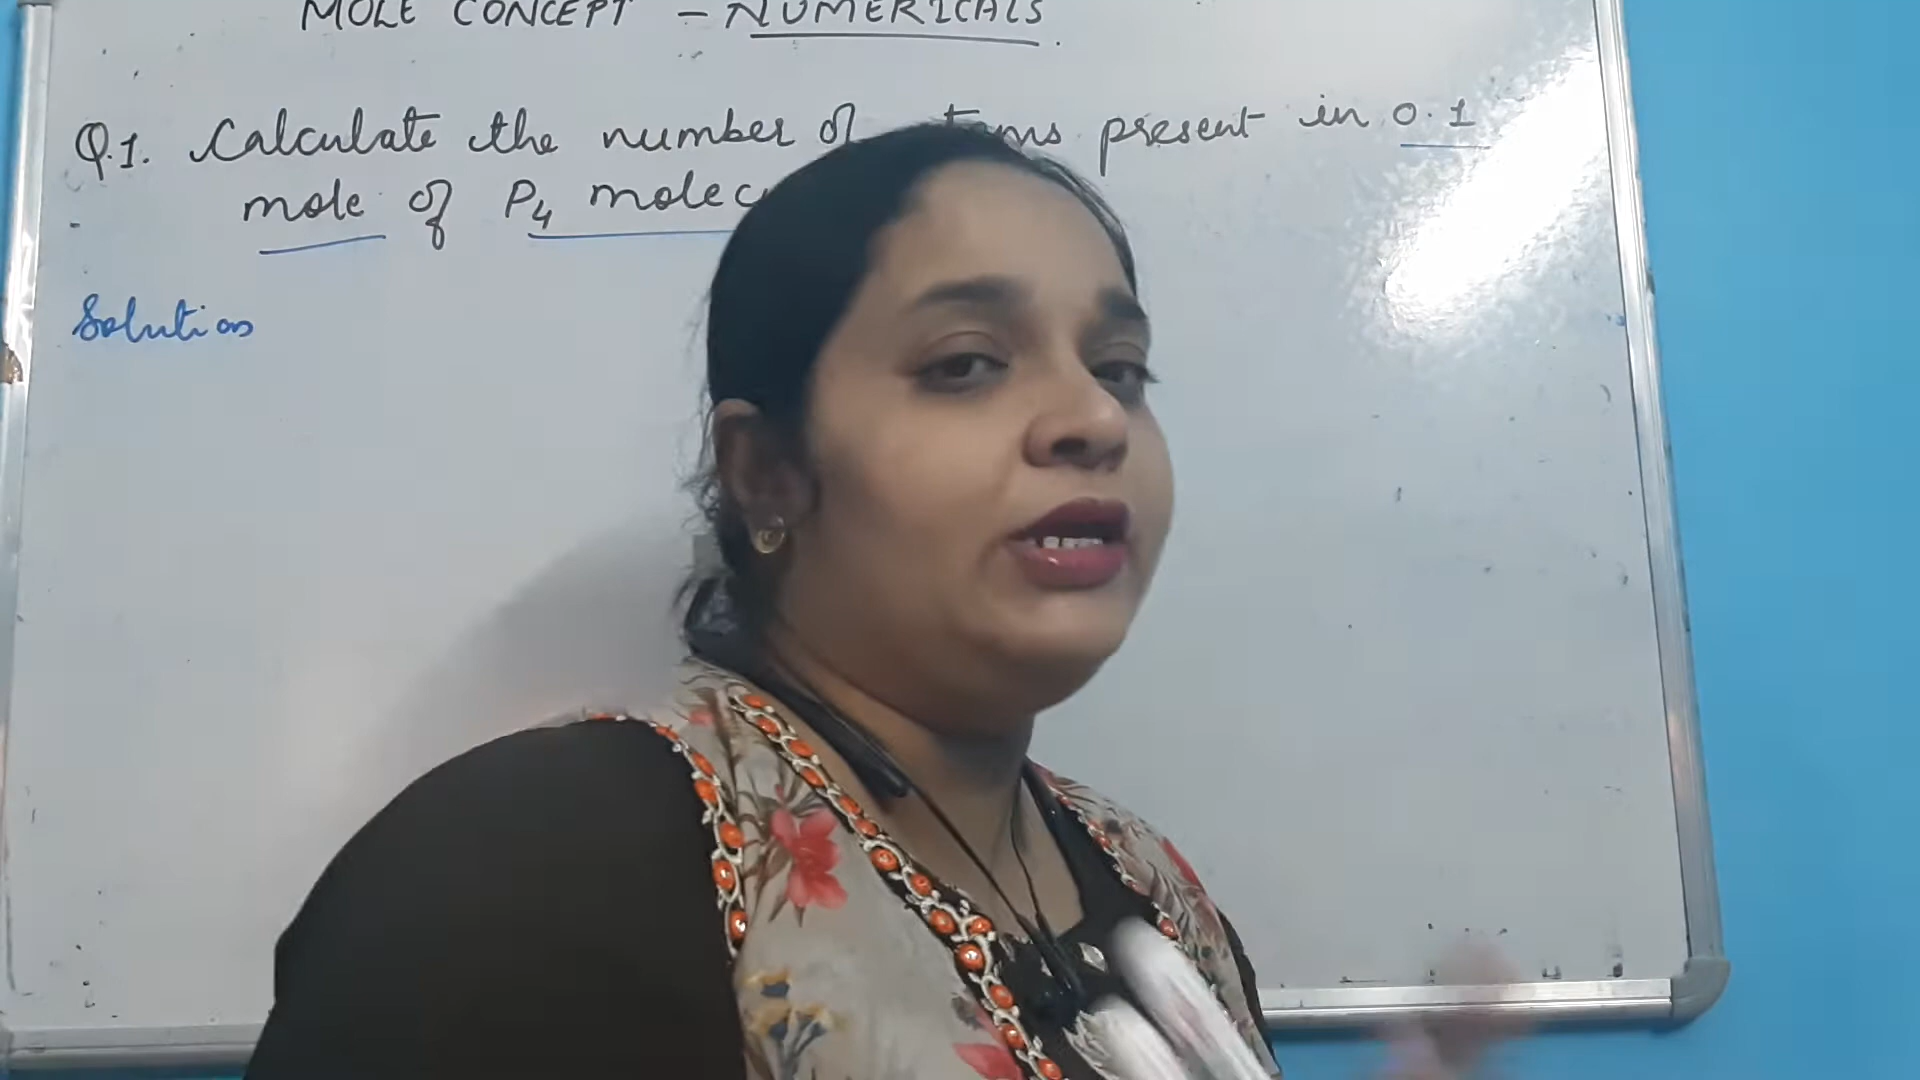 MOLE CONCEPT - NUMERICALS
Q.1. Calculate the number of present in 0.1
mole of P4
Solution